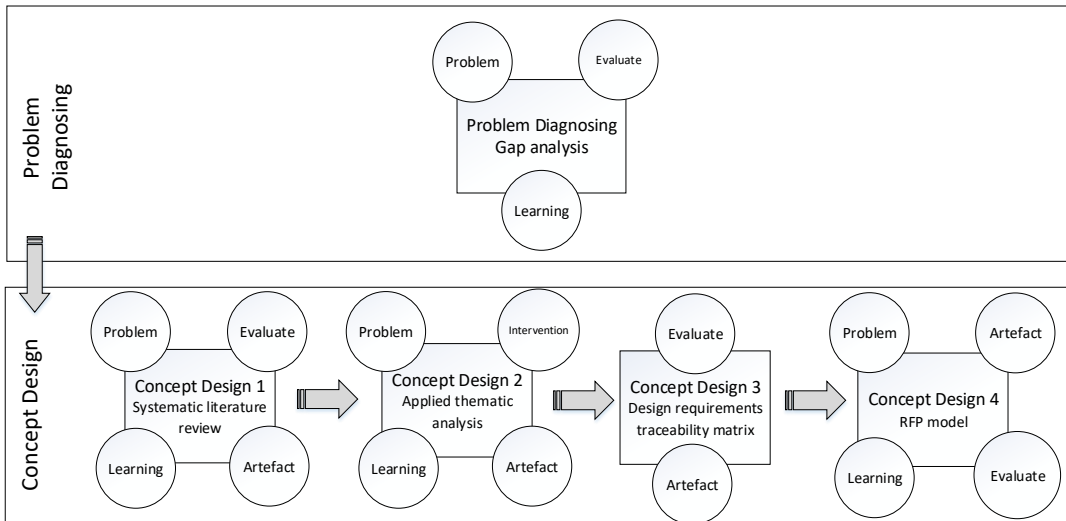 Problem
Diagnosing
Problem
Evaluate
Problem Diagnosing
Gap analysis
Learning
Concept Design
Problem
Evaluate
Concept Design 1
Systematic literature
review
Learning
Artefact
Problem
Intervention
Concept Design 2
Applied thematic
analysis
Learning
Artefact
Evaluate
Concept Design 3
Design requirements
traceability matrix
Artefact
Problem
Artefact
Concept Design 4
RFP model
Learning
Evaluate